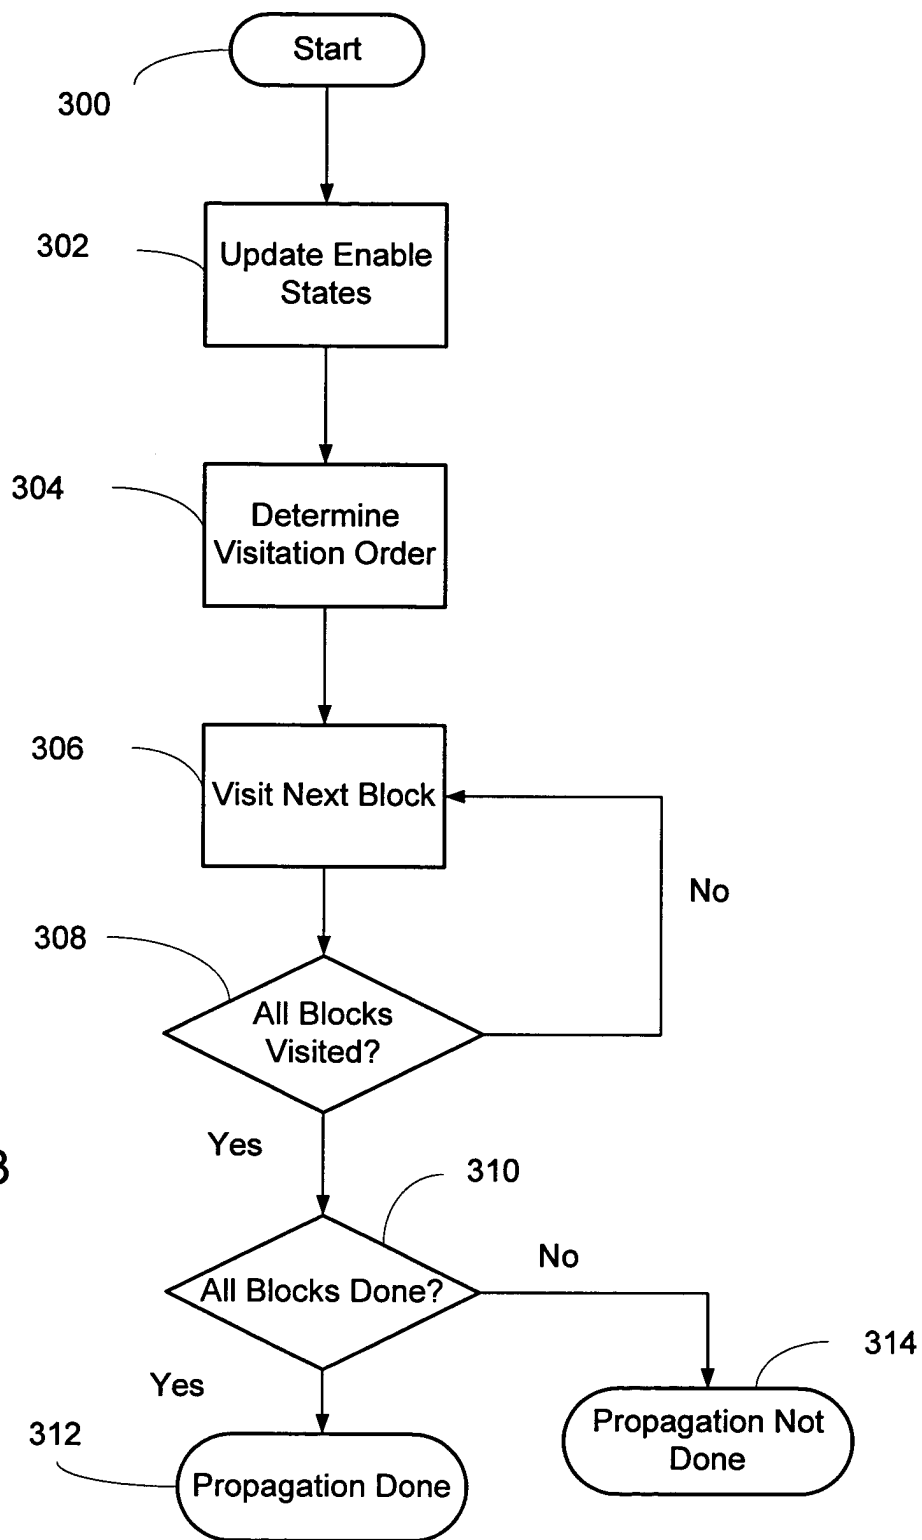 Start
300
302
Update Enable
States
304
Determine
Visitation Order
306
Visit Next Block
No
308
All Blocks
Visited?
Yes
310
No
All Blocks Done?
314
Yes
Propagation Not
Done
312
Propagation Done